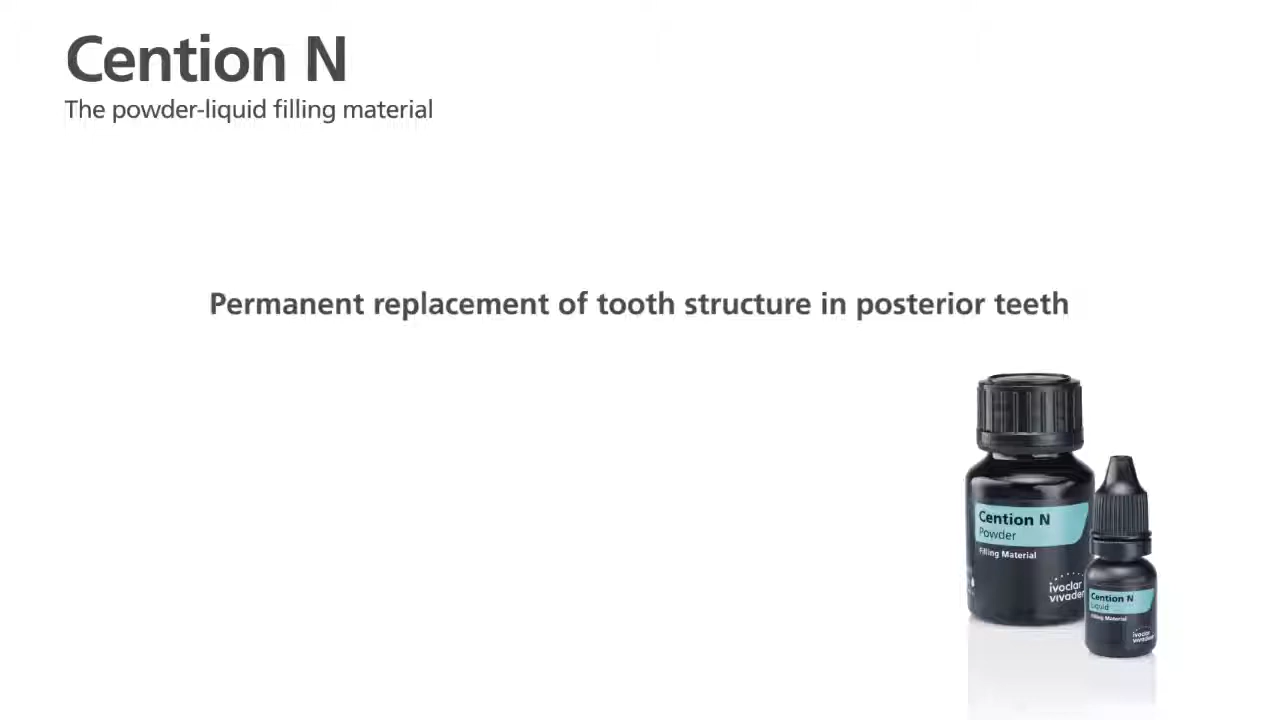 Cention N
The powder-liquid filling material
Permanent replacement of tooth structure in posterior teeth
Cention N
Powder
Filling Material
ivoclar
vivaden
Cention N
Liquid
Filling Material
ivoclar
vivadent